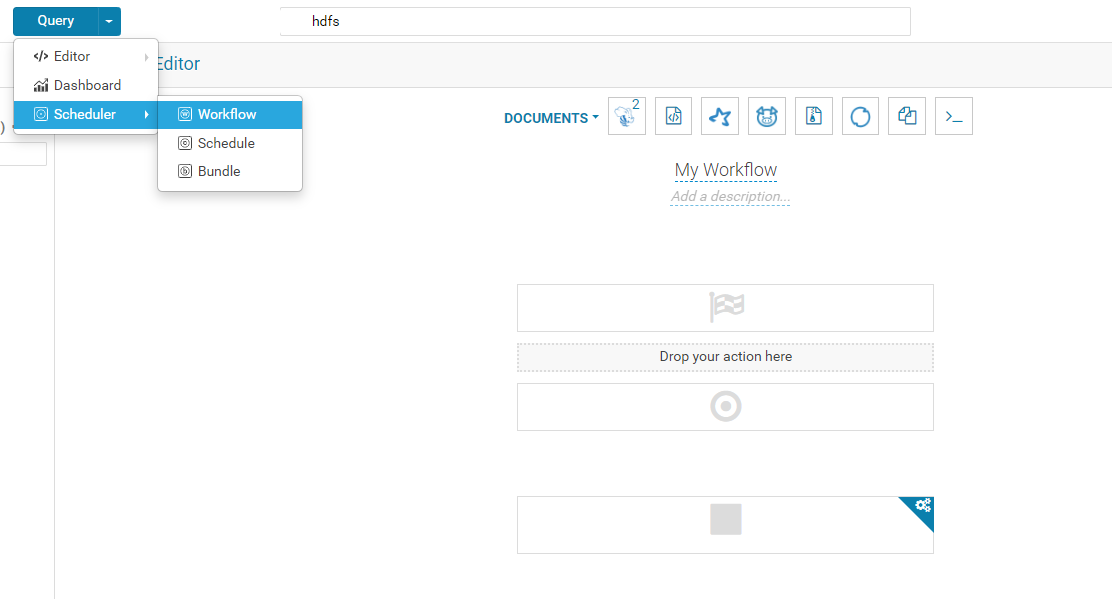 Query
hdfs
Editor
Editor
Dashboard
Scheduler
Workflow
Schedule
Bundle
)
DOCUMENTS
2
My Workflow
Add a description...
Drop your action here